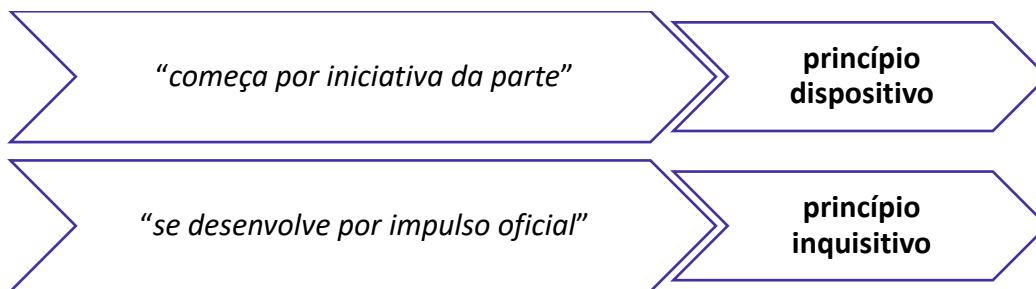 “começa por iniciativa da parte”
princípio
dispositivo
“se desenvolve por impulso oficial”
princípio
inquisitivo